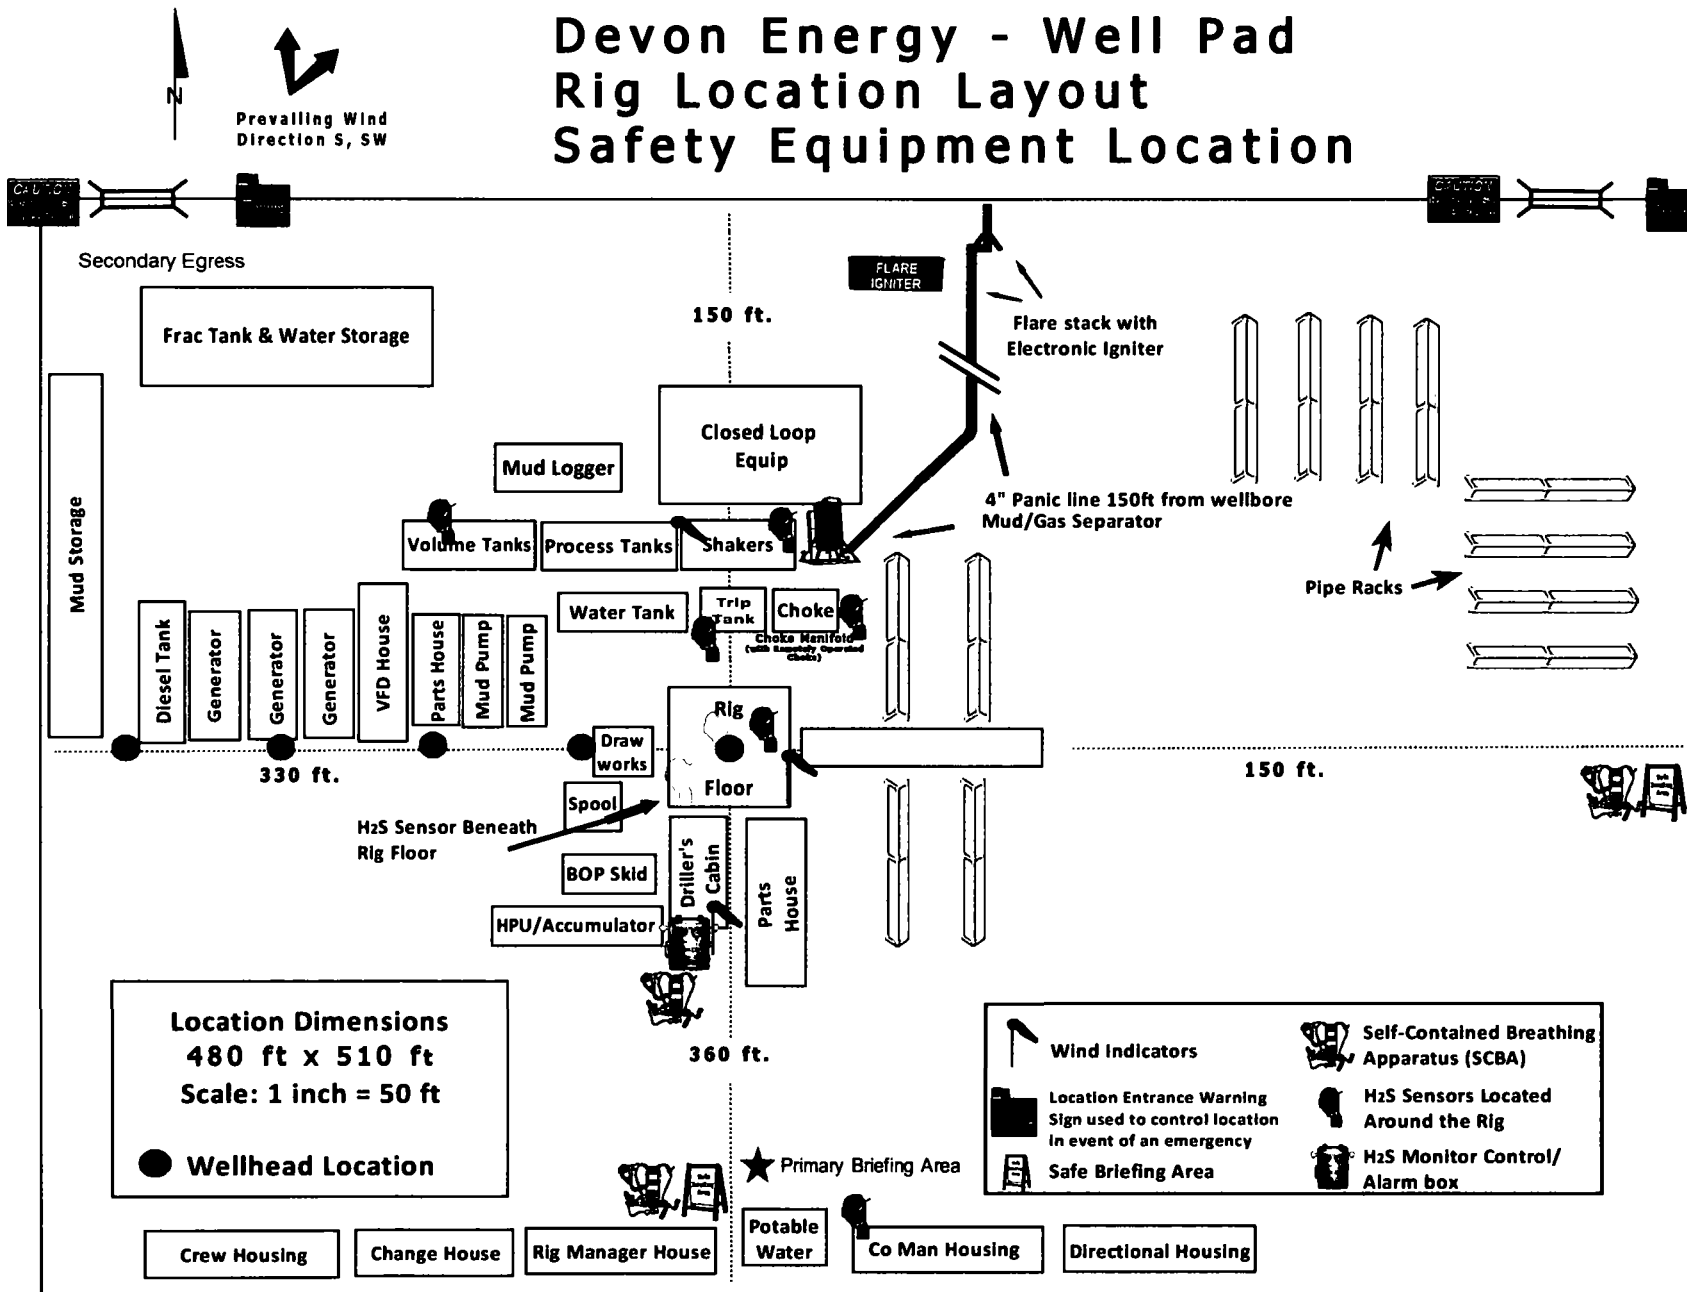 Devon Energy - Well Pad
Rig Location Layout
Safety Equipment Location
N
Prevailing Wind
Direction S, SW
CAUTION
CAUTION
Secondary Egress
FLARE
IGNITER
150 ft.
Flare stack with
Electronic Igniter
Frac Tank & Water Storage
Closed Loop
Equip
Mud Logger
4" Panic line 150ft from wellbore
Mud/Gas Separator
Mud Storage
Volume Tanks
Process Tanks
Shakers
Pipe Racks
Water Tank
Trip
Tank
Choke
Choke Manifold
(with Remotely Operated
Choke)
Diesel Tank
Generator
Generator
Generator
VFD House
Parts House
Mud Pump
Mud Pump
Rig
Floor
Draw
works
330 ft.
150 ft.
Spool
H2S Sensor Beneath
Rig Floor
Driller's
Cabin
Parts
House
BOP Skid
HPU/Accumulator
Location Dimensions
480 ft x 510 ft
Scale: 1 inch = 50 ft
Wellhead Location
360 ft.
Wind Indicators
Location Entrance Warning
Sign used to control location
in event of an emergency
Safe Briefing Area
Self-Contained Breathing
Apparatus (SCBA)
H2S Sensors Located
Around the Rig
H2S Monitor Control/
Alarm box
Primary Briefing Area
Crew Housing
Change House
Rig Manager House
Potable
Water
Co Man Housing
Directional Housing